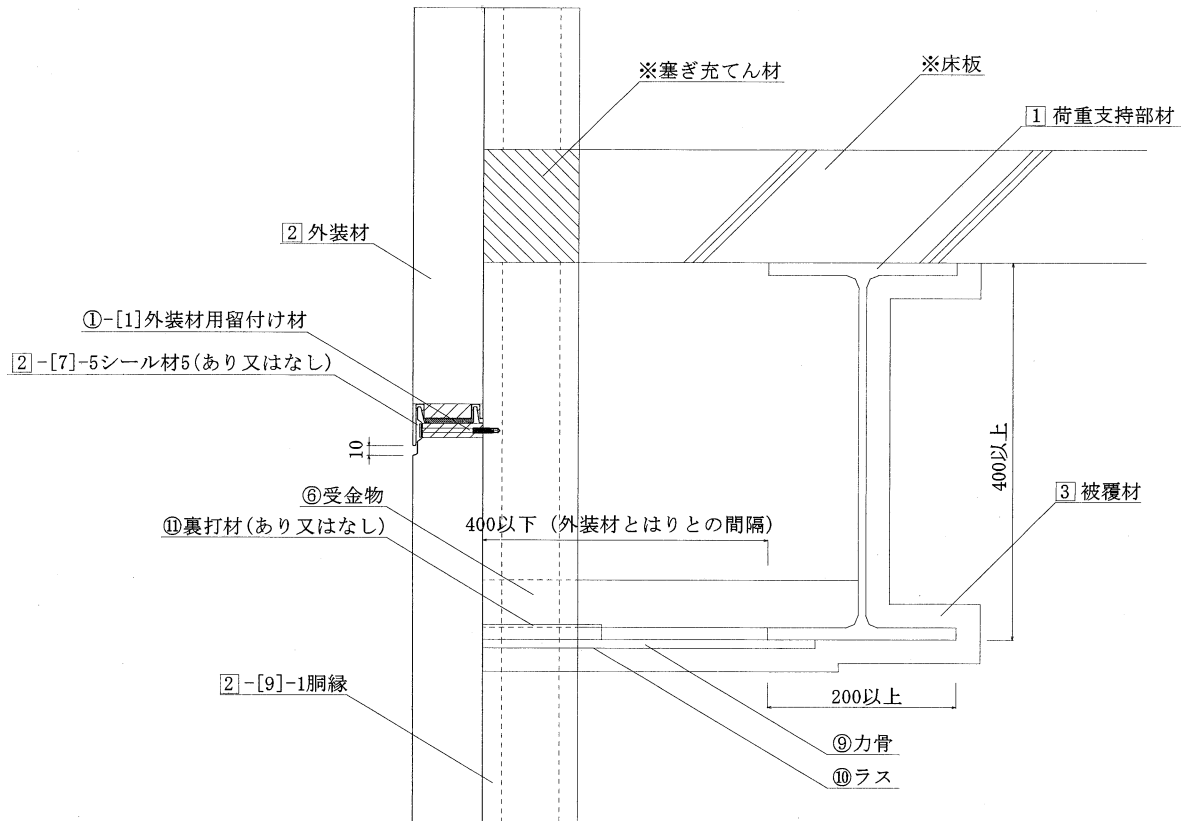 ※塞ぎ充てん材
※床板
1 荷重支持部材
2 外装材
①-[1]外装材用留付け材
2-[7]-5シール材5(あり又はなし)
10
400以上
⑥受金物
3 被覆材
⑪裏打材(あり又はなし)
400以下 (外装材とはりとの間隔)
2-[9]-1胴縁
200以上
⑨力骨
⑩ラス